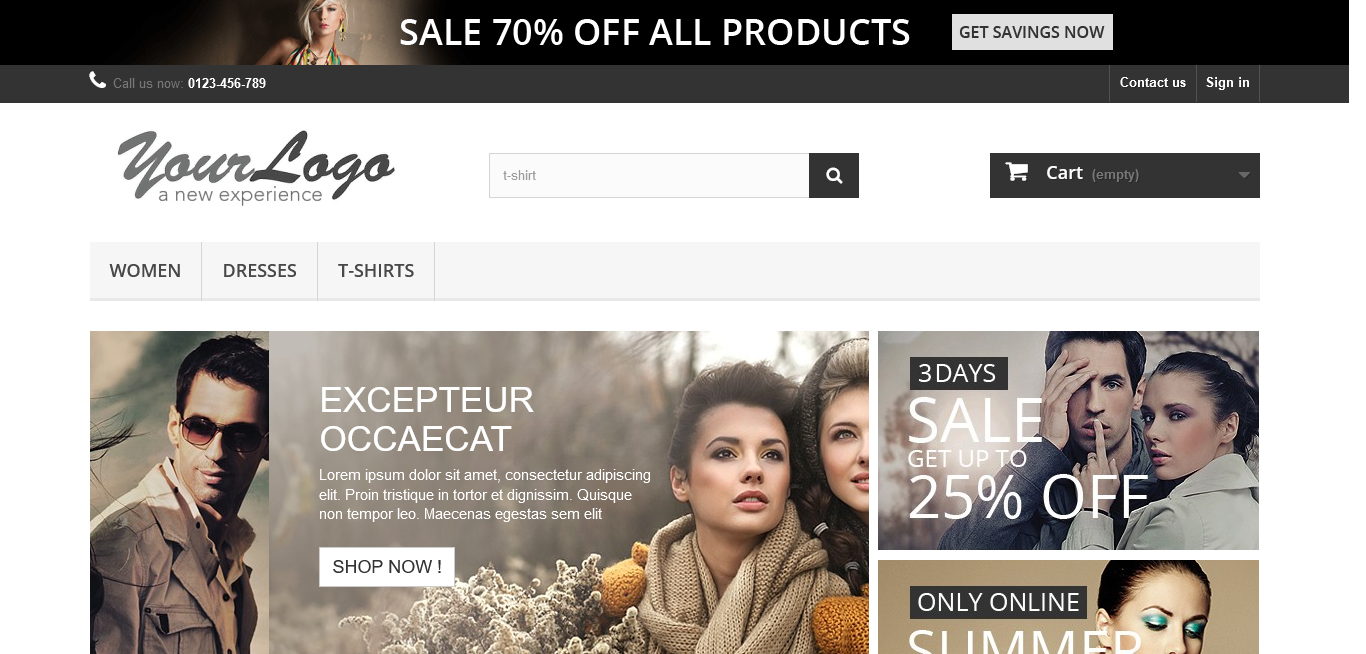 SALE 70% OFF ALL PRODUCTS
GET SAVINGS NOW
Call us now: 0123-456-789
Contact us
Sign in
YourLogo
a new experience
t-shirt
Cart (empty)
WOMEN
DRESSES
T-SHIRTS
EXCEPTEUR
OCCAECAT
Lorem ipsum dolor sit amet, consectetur adipiscing
elit. Proin tristique in tortor et dignissim. Quisque
non tempor leo. Maecenas egestas sem elit
SHOP NOW !
3 DAYS
SALE
GET UP TO
25% OFF
ONLY ONLINE
SUMMER